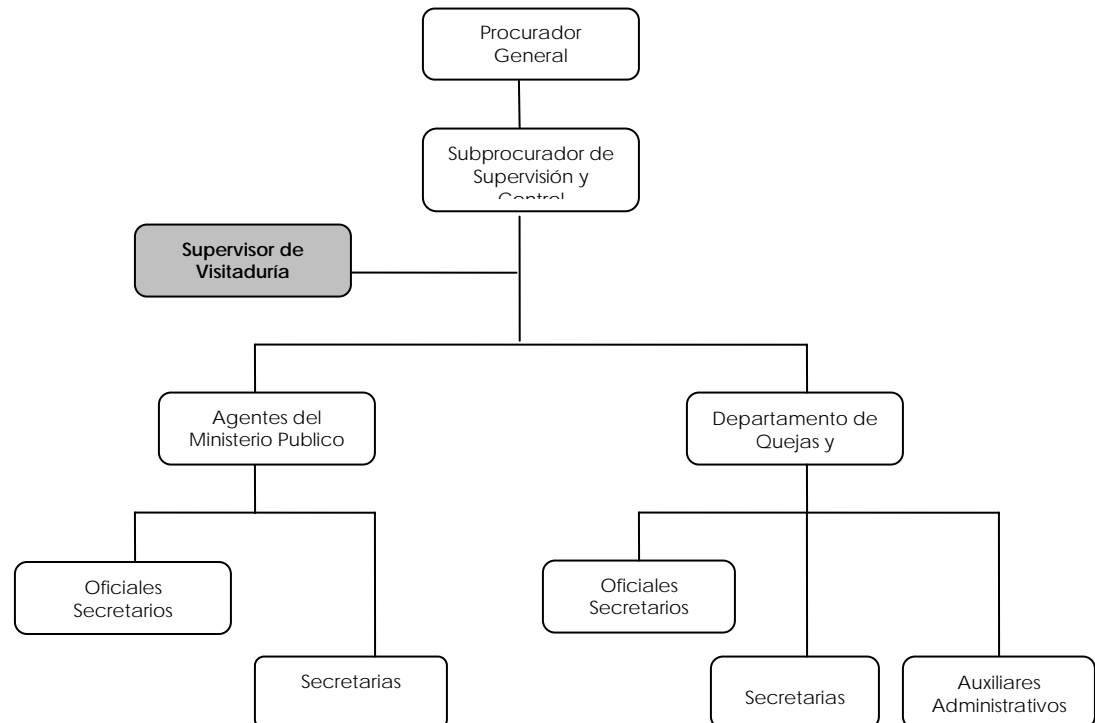 Procurador
General
Subprocurador de
Supervisión y
Control
Supervisor de
Visitaduría
Agentes del
Ministerio Publico
Departamento de
Quejas y
Oficiales
Secretarios
Secretarias
Oficiales
Secretarios
Secretarias
Auxiliares
Administrativos